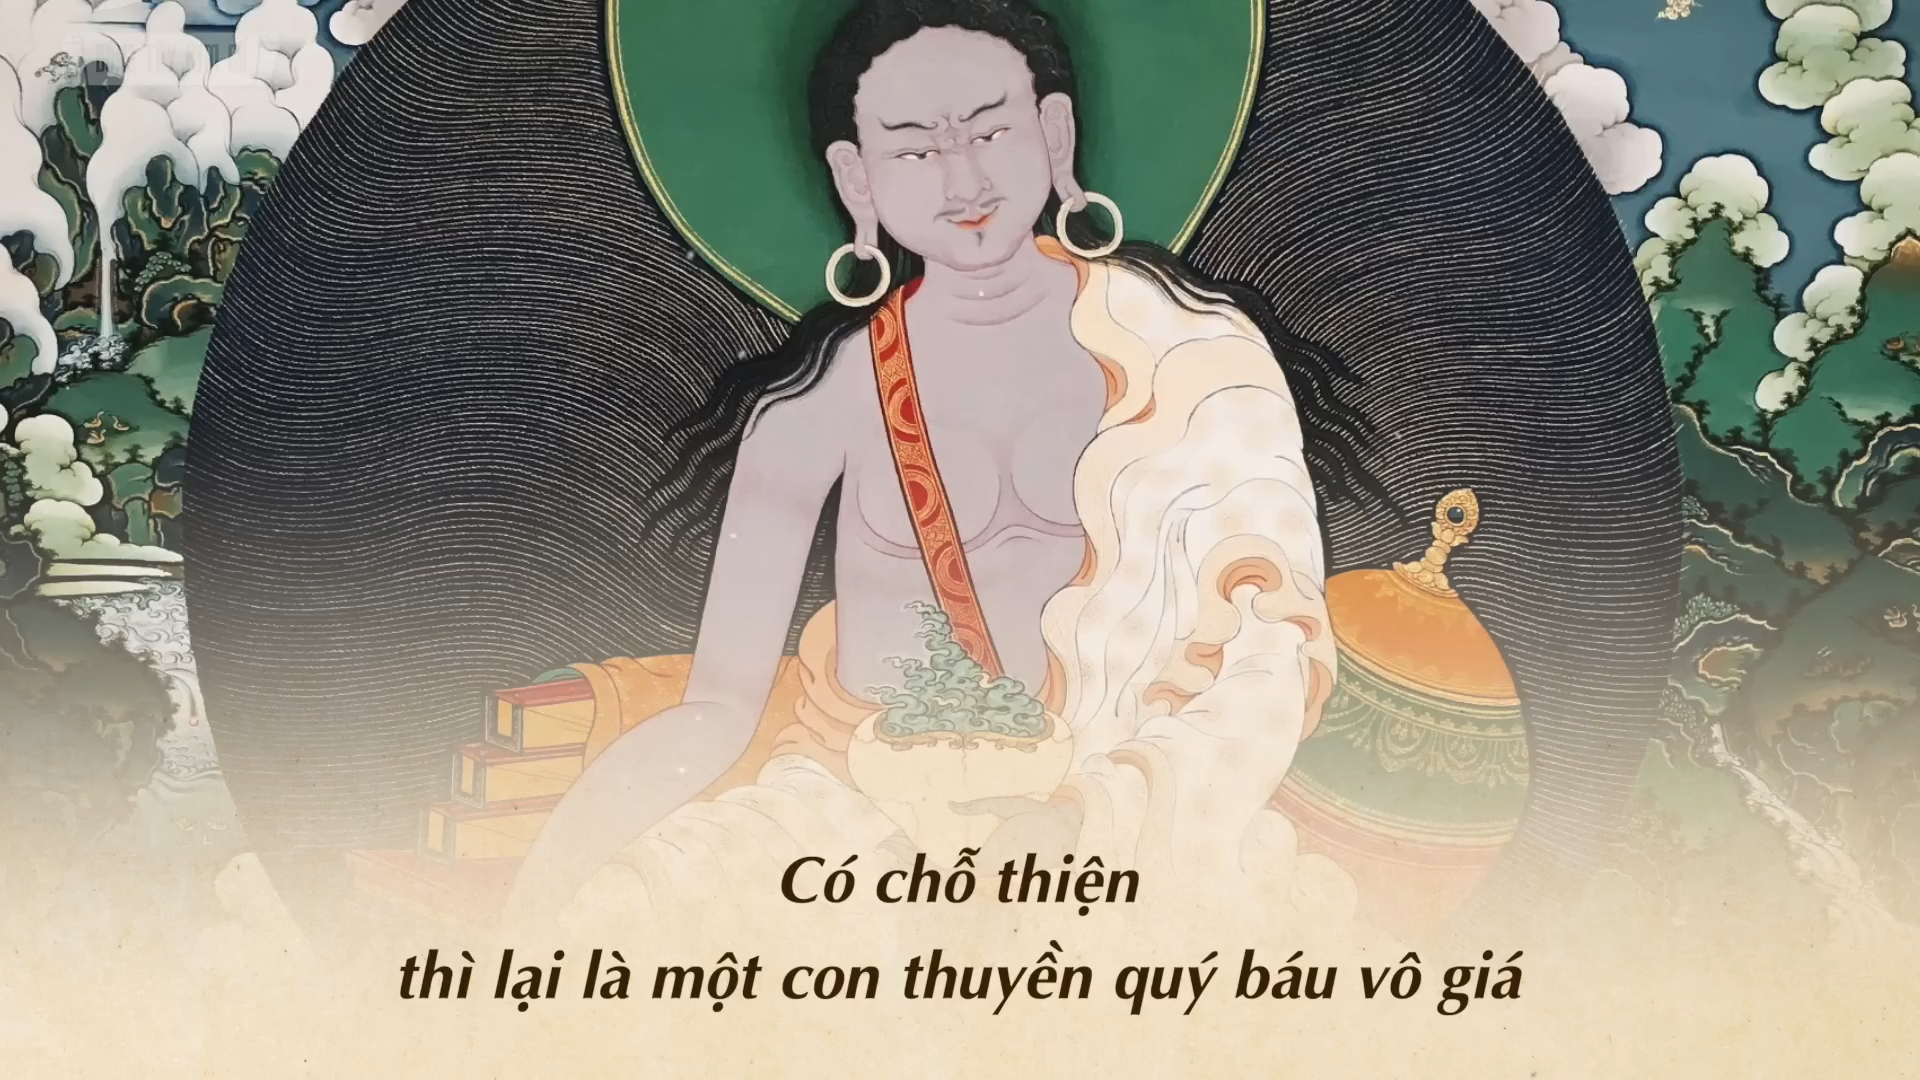 Có chỗ thiện
thì lại là một con thuyền quý báu vô giá